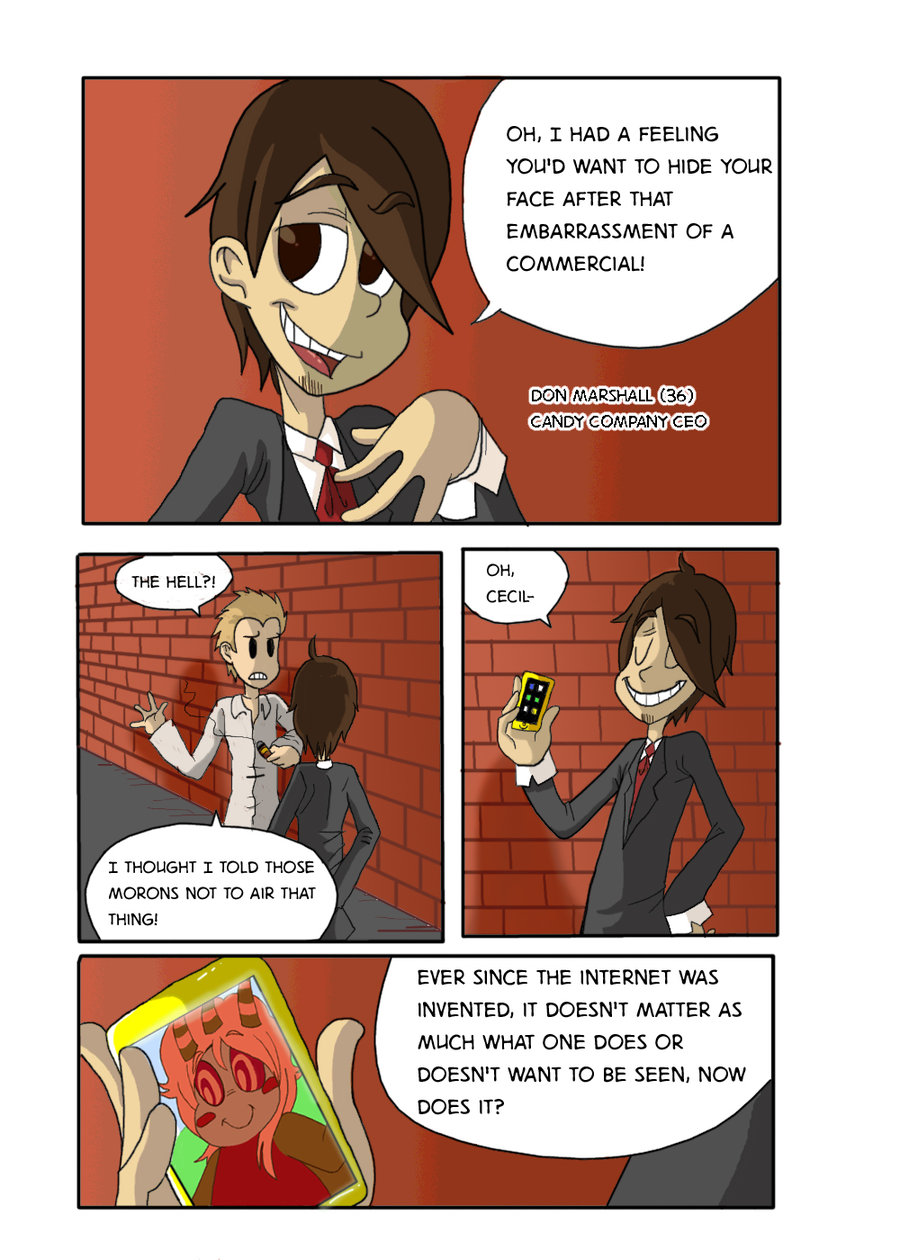 OH, I HAD A FEELING
YOU'D WANT TO HIDE YOUR
FACE AFTER THAT
EMBARRASSMENT OF A
COMMERCIAL!
DON MARSHALL (36)
CANDY COMPANY CEO
THE HELL?!
I THOUGHT I TOLD THOSE
MORONS NOT TO AIR THAT
THING!
OH,
CECIL-
EVER SINCE THE INTERNET WAS
INVENTED, IT DOESN'T MATTER AS
MUCH WHAT ONE DOES OR
DOESN'T WANT TO BE SEEN, NOW
DOES IT?